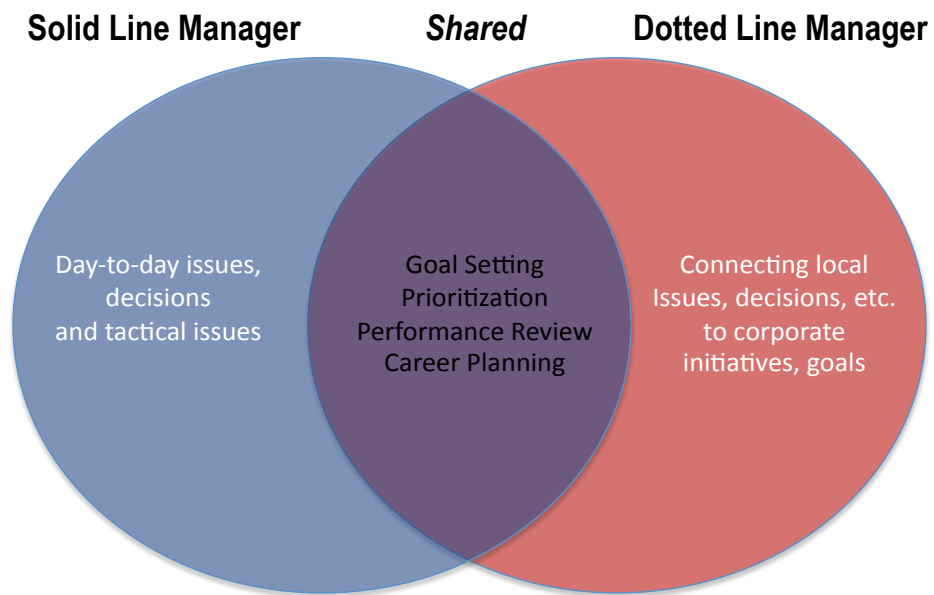 Solid Line Manager
Shared
Dotted Line Manager
Day-to-day issues,
decisions
and tactical issues
Goal Setting
Prioritization
Performance Review
Career Planning
Connecting local
Issues, decisions, etc.
to corporate
initiatives, goals